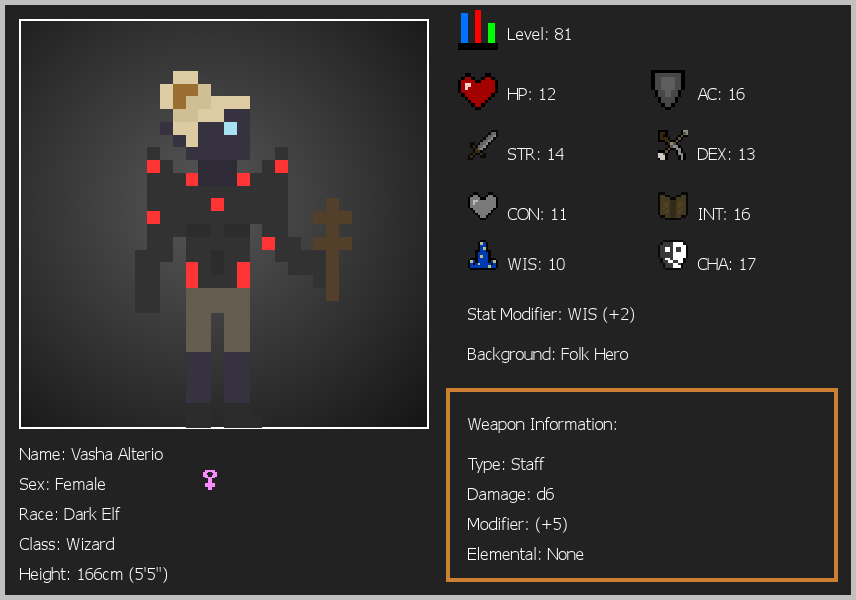 Level: 81
HP: 12
AC: 16
STR: 14
DEX: 13
CON: 11
INT: 16
WIS: 10
CHA: 17
Stat Modifier: WIS (+2)
Background: Folk Hero
Weapon Information:
Type: Staff
Damage: d6
Modifier: (+5)
Elemental: None
Name: Vasha Alterio
Sex: Female
Race: Dark Elf
Class: Wizard
Height: 166cm (5'5")